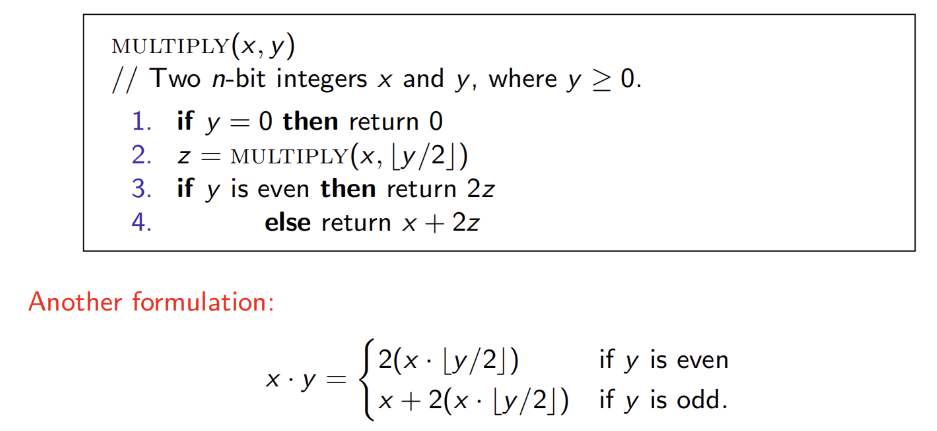 MULTIPLY(x, y)
// Two n-bit integers x and y, where y ≥ 0.
1. if y = 0 then return 0
2. z = MULTIPLY(x, ⌊y/2⌋)
3. if y is even then return 2z
4. else return x + 2z
Another formulation:
x · y = { 2(x · ⌊y/2⌋) if y is even
x + 2(x · ⌊y/2⌋) if y is odd.